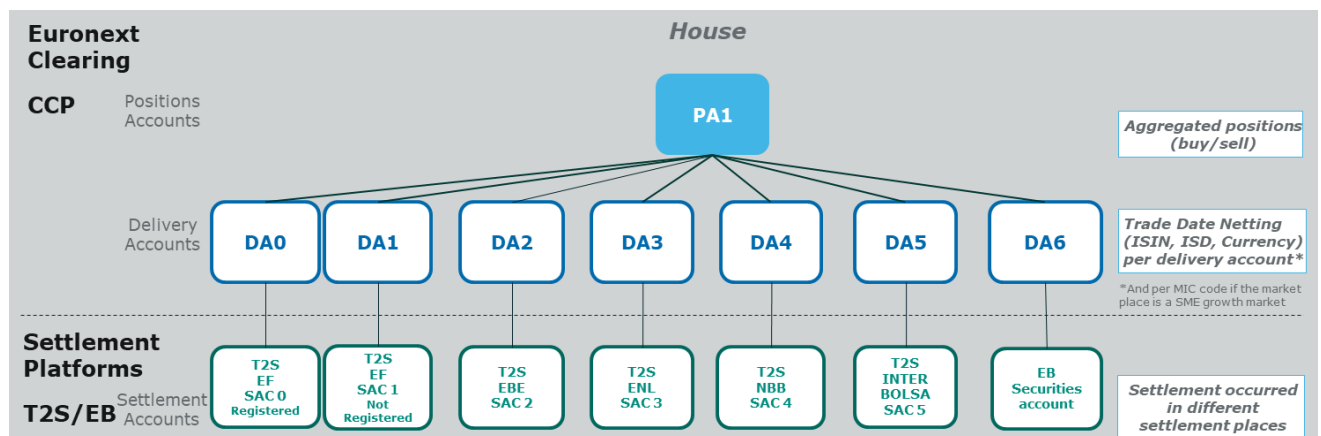 Euronext
Clearing
House
CCP
Positions
Accounts
PA1
Aggregated positions
(buy/sell)
Delivery
Accounts
DA0
DA1
DA2
DA3
DA4
DA5
DA6
Trade Date Netting
(ISIN, ISD, Currency)
per delivery account*
*And per MIC code if the market
place is a SME growth market
Settlement
Platforms
T2S/EB
Settlement
Accounts
T2S
EF
SAC 0
Registered
T2S
EF
SAC 1
Not
Registered
T2S
EBE
SAC 2
T2S
ENL
SAC 3
T2S
NBB
SAC 4
T2S
INTER
BOLSA
SAC 5
EB
Securities
account
Settlement occurred
in different
settlement places